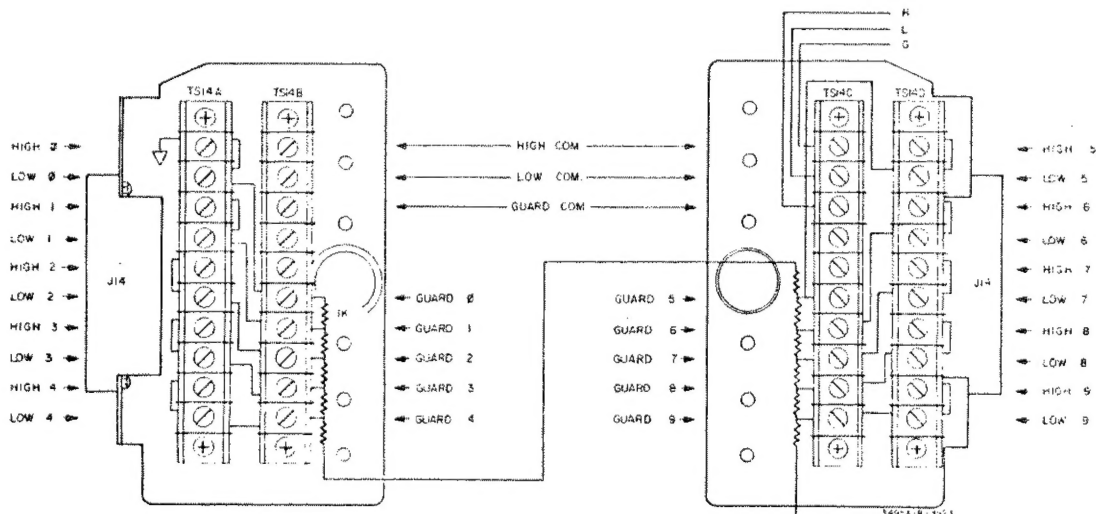 H
L
G
TS14A TS14B
TS14C TS14D
HIGH Ø
LOW Ø
HIGH 1
LOW 1
HIGH 2
LOW 2
HIGH 3
LOW 3
HIGH 4
LOW 4
J14
1K
HIGH COM
LOW COM.
GUARD COM
GUARD Ø
GUARD 1
GUARD 2
GUARD 3
GUARD 4
GUARD 5
GUARD 6
GUARD 7
GUARD 8
GUARD 9
J14
HIGH 5
LOW 5
HIGH 6
LOW 6
HIGH 7
LOW 7
HIGH 8
LOW 8
HIGH 9
LOW 9